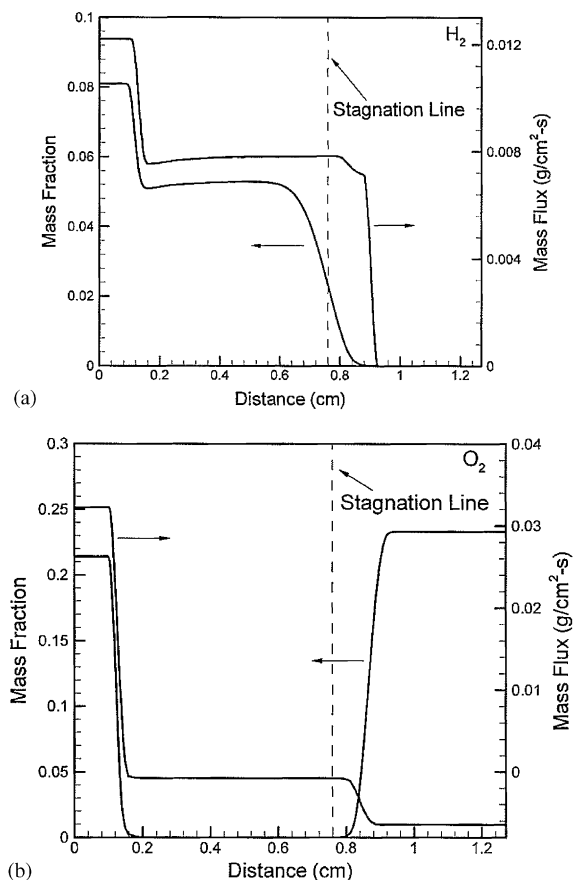 0.1
0.08
0.06
0.04
0.02
0
Mass Fraction
H2
Stagnation Line
0.012
0.008
0.004
0
Mass Flux (g/cm²-s)
0 0.2 0.4 0.6 0.8 1 1.2
Distance (cm)
(a)
0.3
0.25
0.2
0.15
0.1
0.05
0
Mass Fraction
O2
Stagnation Line
0.04
0.03
0.02
0.01
0
Mass Flux (g/cm²-s)
0 0.2 0.4 0.6 0.8 1 1.2
Distance (cm)
(b)